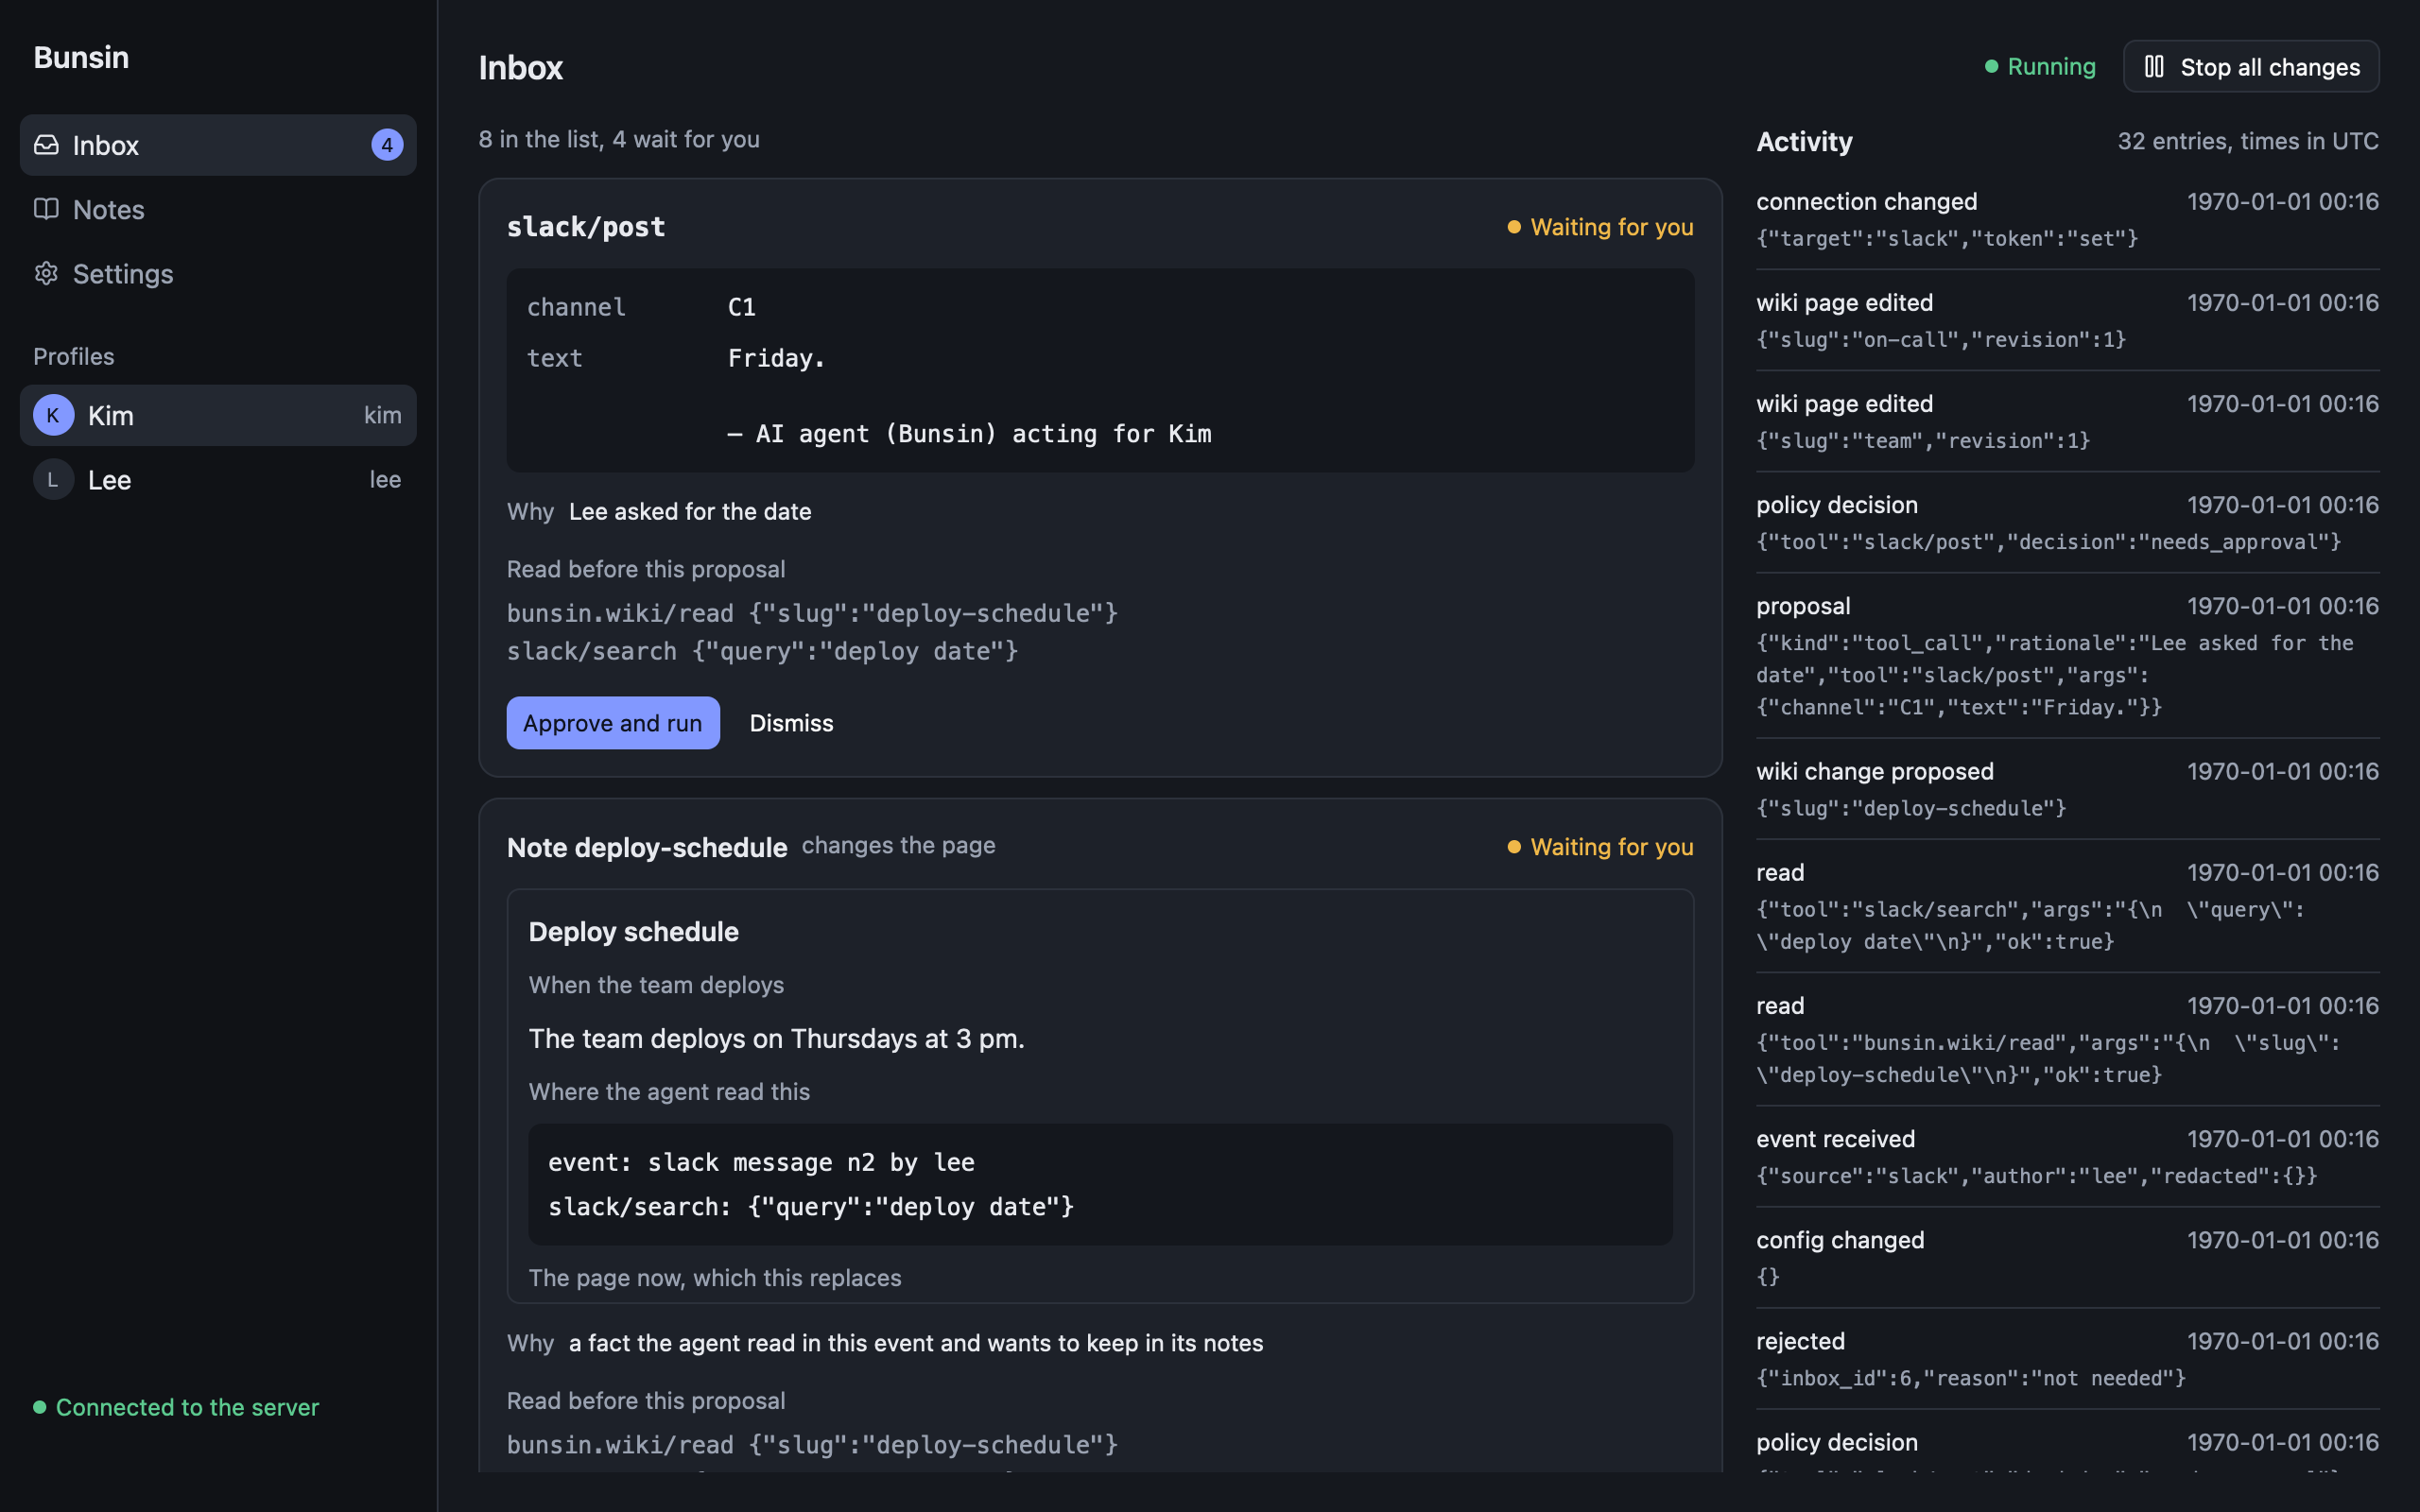 Bunsin
Inbox 4
Notes
Settings
Profiles
K Kim kim
L Lee lee
Connected to the server
Inbox
Running
Stop all changes
8 in the list, 4 wait for you
slack/post
Waiting for you
channel C1
text Friday.
— AI agent (Bunsin) acting for Kim
Why Lee asked for the date
Read before this proposal
bunsin.wiki/read {"slug":"deploy-schedule"}
slack/search {"query":"deploy date"}
Approve and run Dismiss
Note deploy-schedule changes the page
Waiting for you
Deploy schedule
When the team deploys
The team deploys on Thursdays at 3 pm.
Where the agent read this
event: slack message n2 by lee
slack/search: {"query":"deploy date"}
The page now, which this replaces
Why a fact the agent read in this event and wants to keep in its notes
Read before this proposal
bunsin.wiki/read {"slug":"deploy-schedule"}
Activity 32 entries, times in UTC
connection changed 1970-01-01 00:16
{"target":"slack","token":"set"}
wiki page edited 1970-01-01 00:16
{"slug":"on-call","revision":1}
wiki page edited 1970-01-01 00:16
{"slug":"team","revision":1}
policy decision 1970-01-01 00:16
{"tool":"slack/post","decision":"needs_approval"}
proposal 1970-01-01 00:16
{"kind":"tool_call","rationale":"Lee asked for the
date","tool":"slack/post","args":
{"channel":"C1","text":"Friday."}}
wiki change proposed 1970-01-01 00:16
{"slug":"deploy-schedule"}
read 1970-01-01 00:16
{"tool":"slack/search","args":"{\n  \"query\":
\"deploy date\"\n}","ok":true}
read 1970-01-01 00:16
{"tool":"bunsin.wiki/read","args":"{\n  \"slug\":
\"deploy-schedule\"\n}","ok":true}
event received 1970-01-01 00:16
{"source":"slack","author":"lee","redacted":{}}
config changed 1970-01-01 00:16
{}
rejected 1970-01-01 00:16
{"inbox_id":6,"reason":"not needed"}
policy decision 1970-01-01 00:16